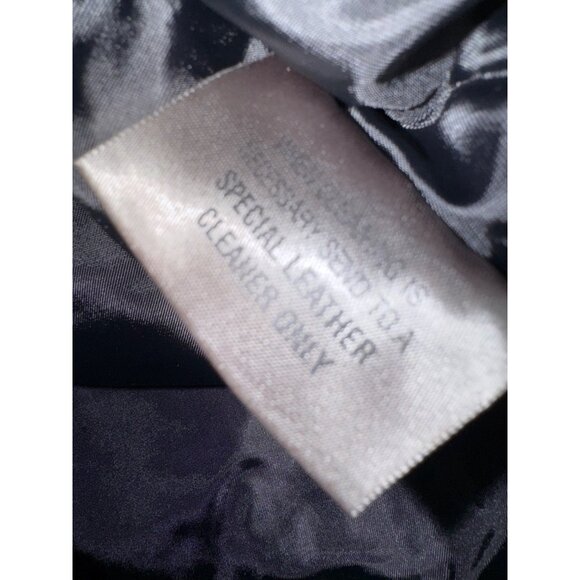 WHEN CLEANING IS
NECESSARY SEND TO A
SPECIAL LEATHER
CLEANER ONLY